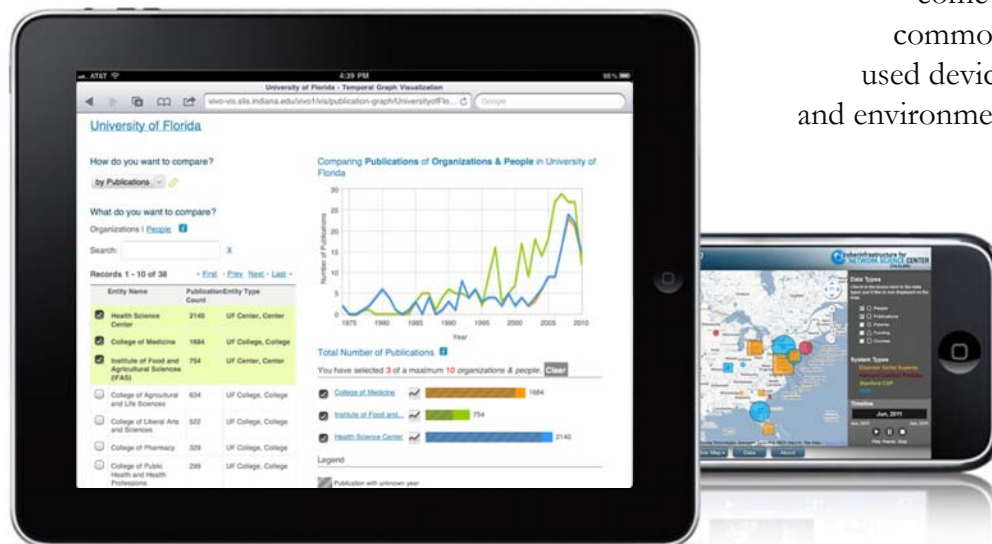 come
commo
used devic
and environme
AT&T
4:39 PM
98%
University of Florida - Temporal Graph Visualization
vivo-vis.slis.indiana.edu/vivo1/vis/publication-graph/UniversityofFlo...
Google
University of Florida
How do you want to compare?
by Publications
What do you want to compare?
Organizations | People
Search: X
Records 1 - 10 of 38 - First - Prev Next - Last -
Entity Name Publication Count Entity Type
Health Science Center 2140 UF Center, Center
College of Medicine 1684 UF College, College
Institute of Food and Agricultural Sciences (IFAS) 754 UF Center, Center
College of Agricultural and Life Sciences 634 UF College, College
College of Liberal Arts and Sciences 522 UF College, College
College of Pharmacy 329 UF College, College
College of Public Health and Health Professions 299 UF College, College
Comparing Publications of Organizations & People in University of
Florida
Number of Publications
30
25
20
15
10
5
0
1975 1980 1985 1990 1995 2000 2005 2010
Year
Total Number of Publications
You have selected 3 of a maximum 10 organizations & people. Clear
College of Medicine 1684
Institute of Food and... 754
Health Science Center 2140
Legend
Publication with unknown year
cyberinfrastructure for
NETWORK SCIENCE CENTER
Data Types
People
Publications
Patents
Funding
Courses
System Types
Stanford CAP
Timeline
Jun, 2011
Play Pause Stop
Data
About